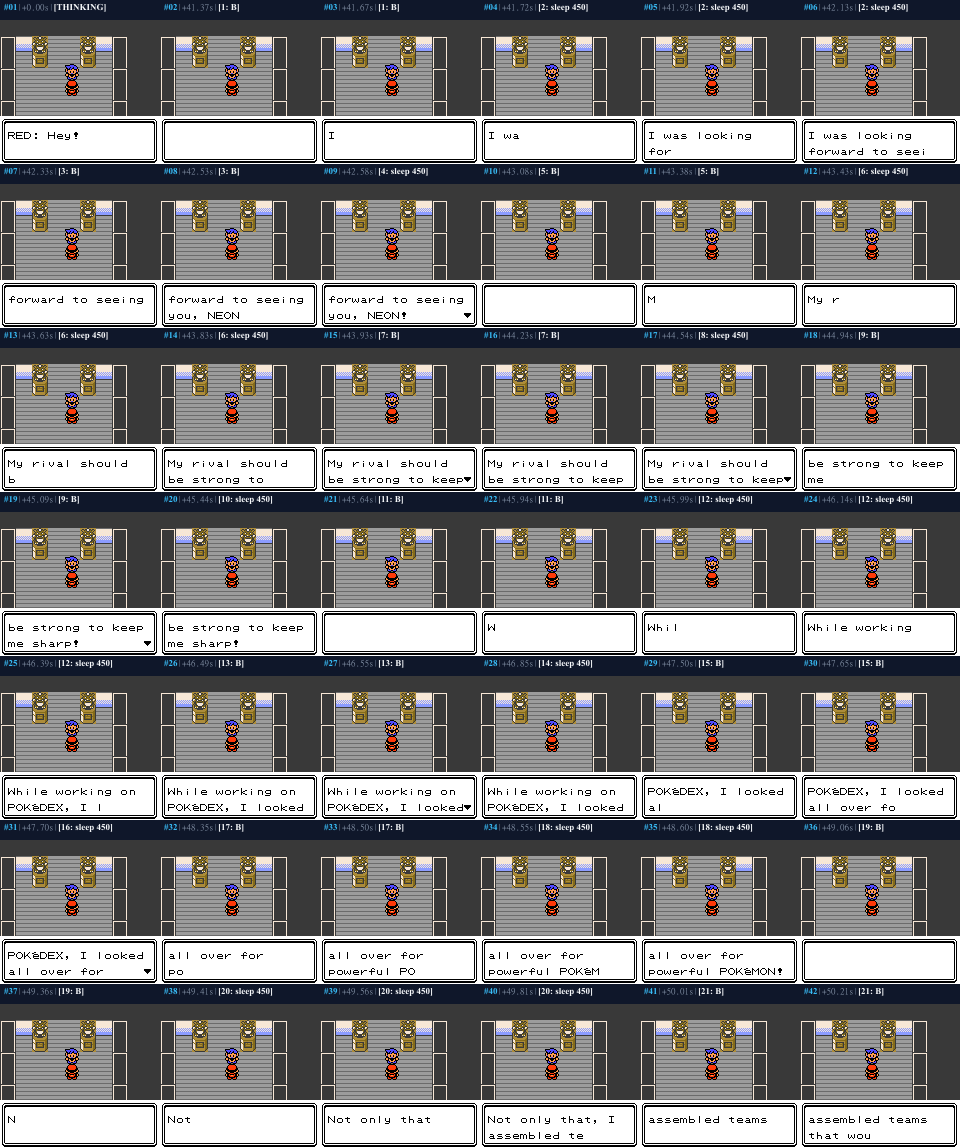 #01|+0.00s|[THINKING] #02|+41.37s|[1: B] #03|+41.67s|[1: B] #04|+41.72s|[2: sleep 450] #05|+41.92s|[2: sleep 450] #06|+42.13s|[2: sleep 450]
RED: Hey!
I
I wa
I was looking
for
I was looking
forward to seei
#07|+42.33s|[3: B] #08|+42.53s|[3: B] #09|+42.58s|[4: sleep 450] #10|+43.08s|[5: B] #11|+43.38s|[5: B] #12|+43.43s|[6: sleep 450]
forward to seeing
forward to seeing
you, NEON
forward to seeing
you, NEON!
M
My r
#13|+43.63s|[6: sleep 450] #14|+43.83s|[6: sleep 450] #15|+43.93s|[7: B] #16|+44.23s|[7: B] #17|+44.54s|[8: sleep 450] #18|+44.94s|[9: B]
My rival should
b
My rival should
be strong to
My rival should
be strong to keep
My rival should
be strong to keep
My rival should
be strong to keep
be strong to keep
me
#19|+45.09s|[9: B] #20|+45.44s|[10: sleep 450] #21|+45.64s|[11: B] #22|+45.94s|[11: B] #23|+45.99s|[12: sleep 450] #24|+46.14s|[12: sleep 450]
be strong to keep
me sharp!
be strong to keep
me sharp!
W
Whil
While working
#25|+46.39s|[12: sleep 450] #26|+46.49s|[13: B] #27|+46.55s|[13: B] #28|+46.85s|[14: sleep 450] #29|+47.50s|[15: B] #30|+47.65s|[15: B]
While working on
POKéDEX, I l
While working on
POKéDEX, I looked
While working on
POKéDEX, I looked
While working on
POKéDEX, I looked
POKéDEX, I looked
al
POKéDEX, I looked
all over fo
#31|+47.70s|[16: sleep 450] #32|+48.35s|[17: B] #33|+48.50s|[17: B] #34|+48.55s|[18: sleep 450] #35|+48.60s|[18: sleep 450] #36|+49.06s|[19: B]
POKéDEX, I looked
all over for
all over for
po
all over for
powerful PO
all over for
powerful POKéM
all over for
powerful POKéMON!
#37|+49.36s|[19: B] #38|+49.41s|[20: sleep 450] #39|+49.56s|[20: sleep 450] #40|+49.81s|[20: sleep 450] #41|+50.01s|[21: B] #42|+50.21s|[21: B]
N
Not
Not only that
Not only that, I
assembled te
assembled teams
assembled teams
that wou